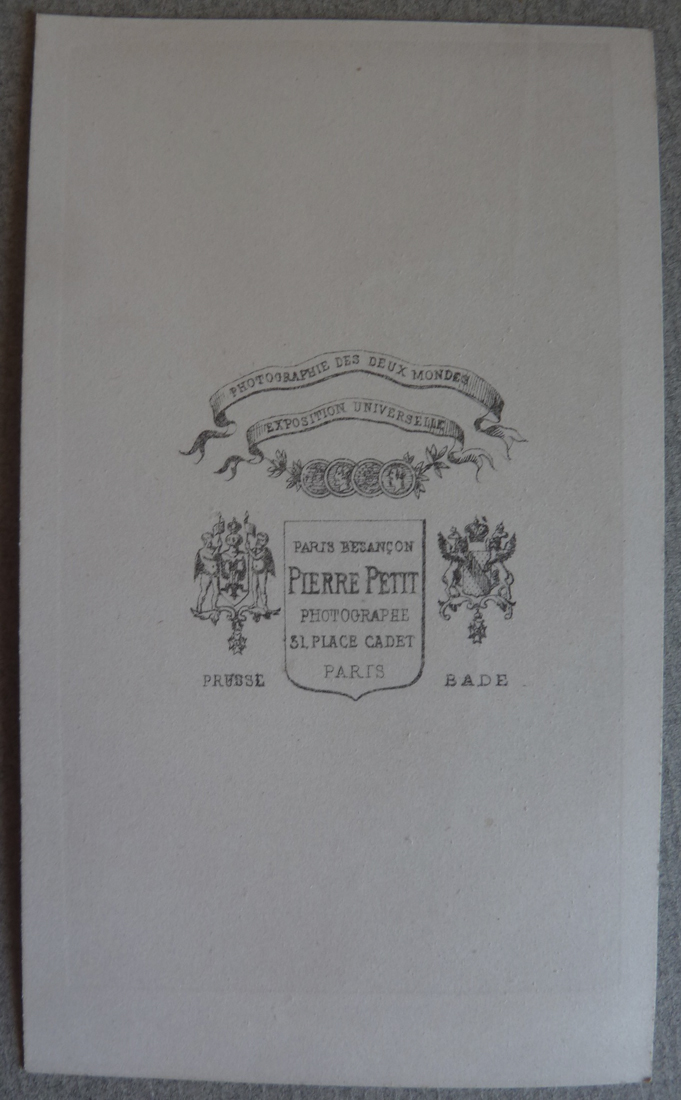 PHOTOGRAPHIE DES DEUX MONDES
EXPOSITION UNIVERSELLE
PARIS BESANÇON
PIERRE PETIT
PHOTOGRAPHE
31, PLACE CADET
PARIS
PRUSSE
BADE